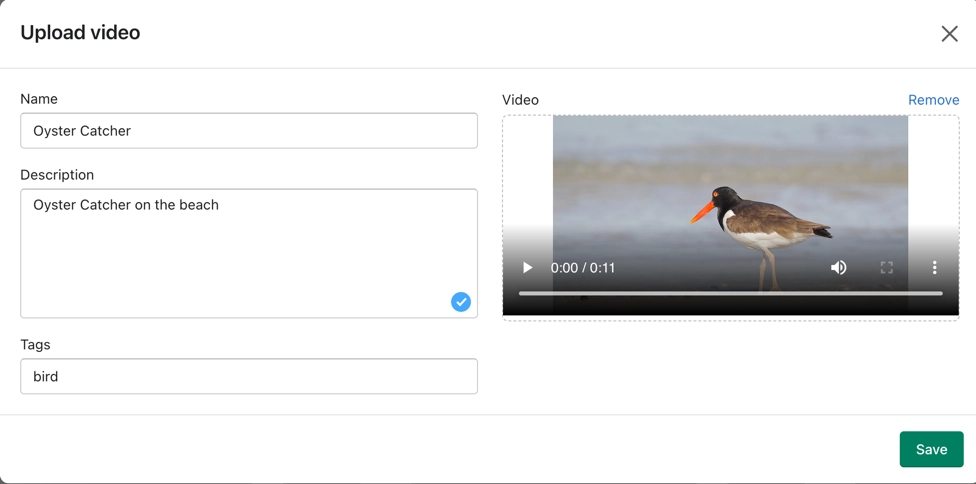 Upload video
Name
Oyster Catcher
Description
Oyster Catcher on the beach
Tags
bird
Video
Remove
0:00 / 0:11
Save